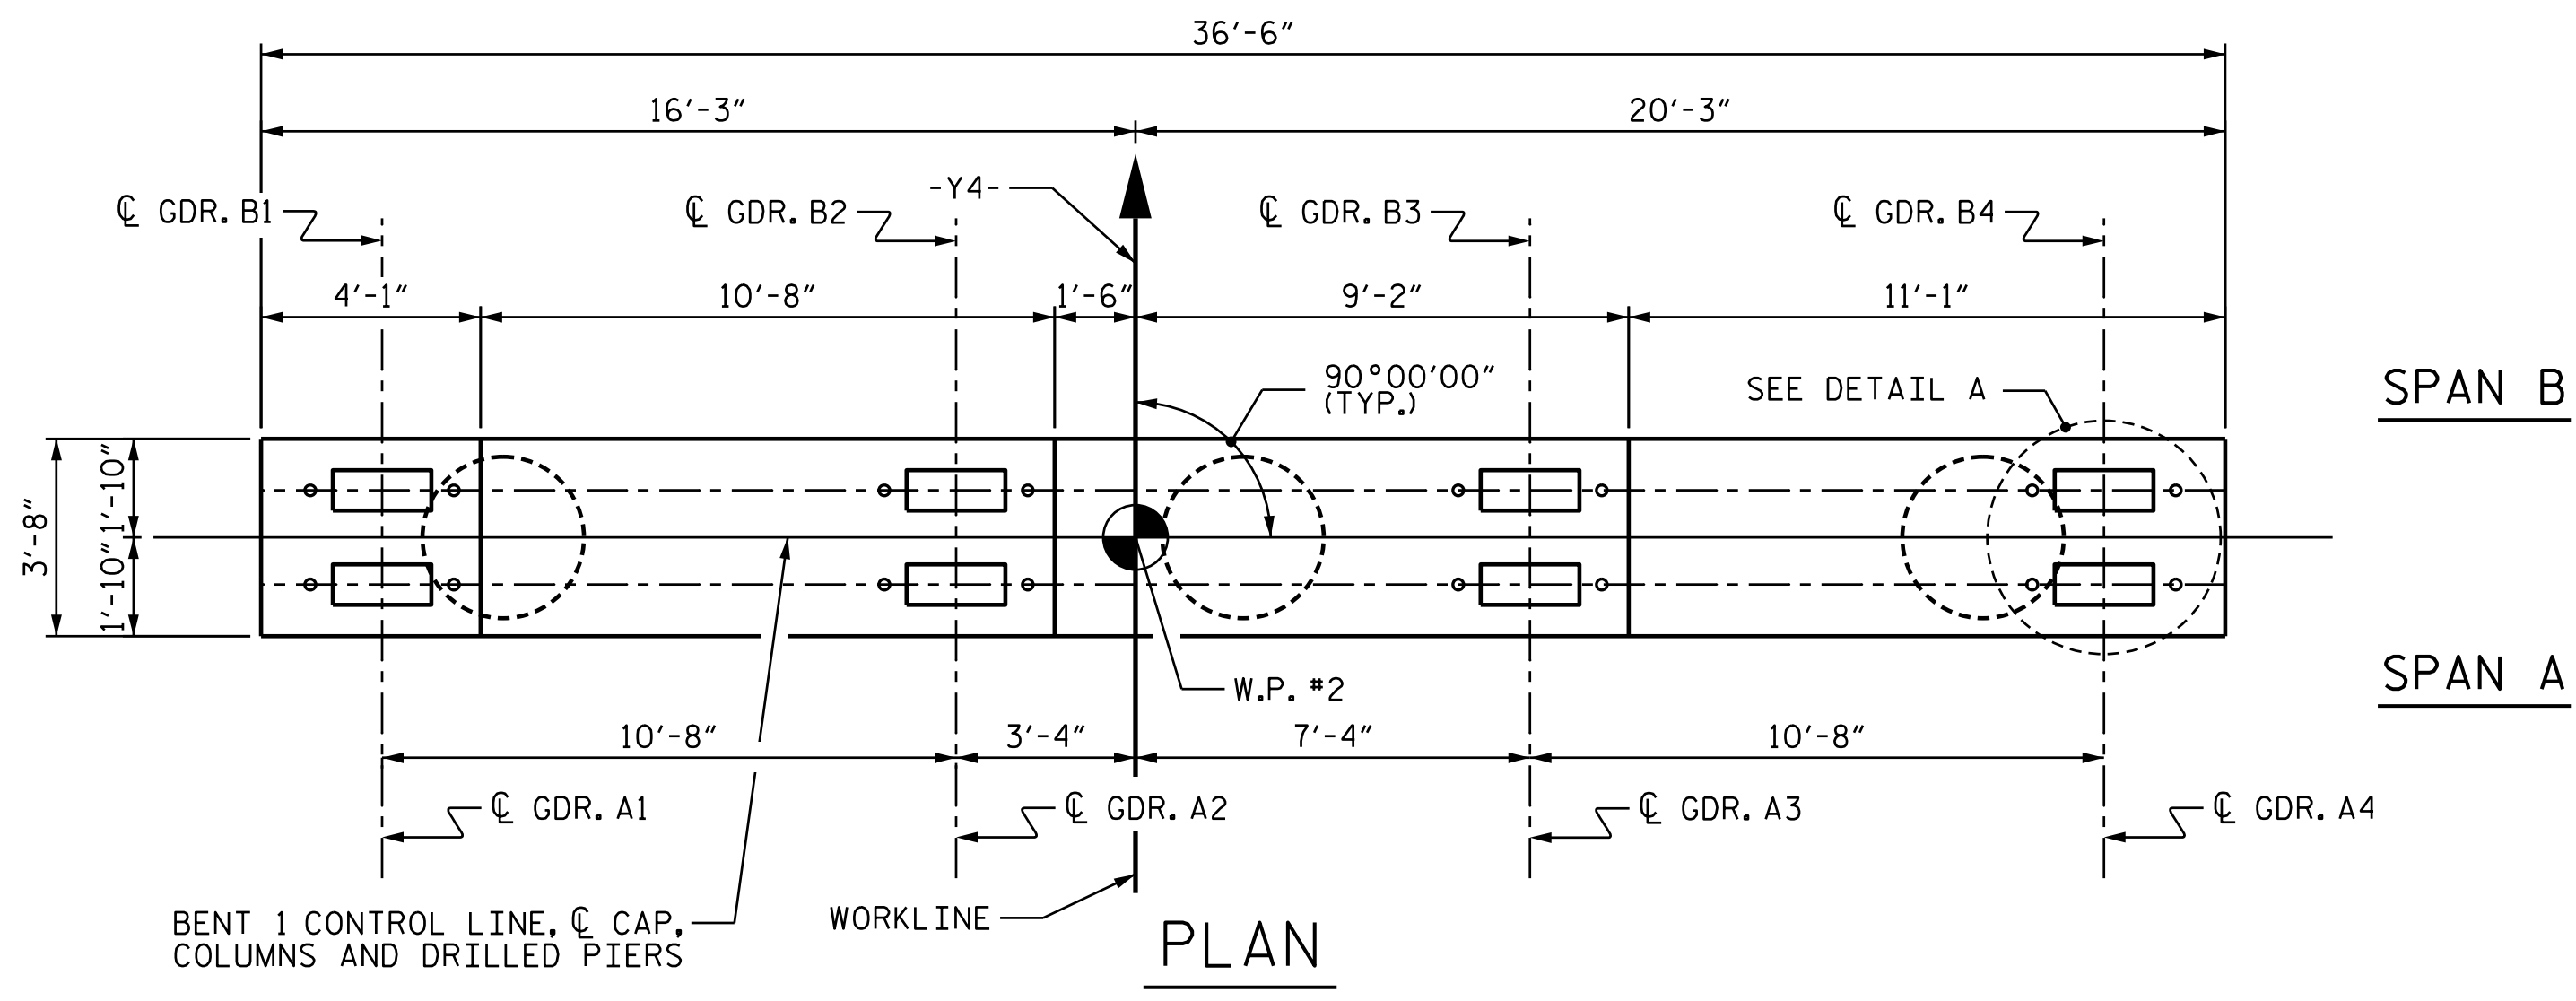 36'-6"
16'-3"
20'-3"
℄ GDR. B1
℄ GDR. B2
-Y4-
℄ GDR. B3
℄ GDR. B4
4'-1"
10'-8"
1'-6"
9'-2"
11'-1"
90°00'00"
(TYP.)
SEE DETAIL A
SPAN B
3'-8"
1'-10"
1'-10"
SPAN A
W.P. #2
10'-8"
3'-4"
7'-4"
10'-8"
℄ GDR. A1
℄ GDR. A2
℄ GDR. A3
℄ GDR. A4
BENT 1 CONTROL LINE, ℄ CAP,
COLUMNS AND DRILLED PIERS
WORKLINE
PLAN